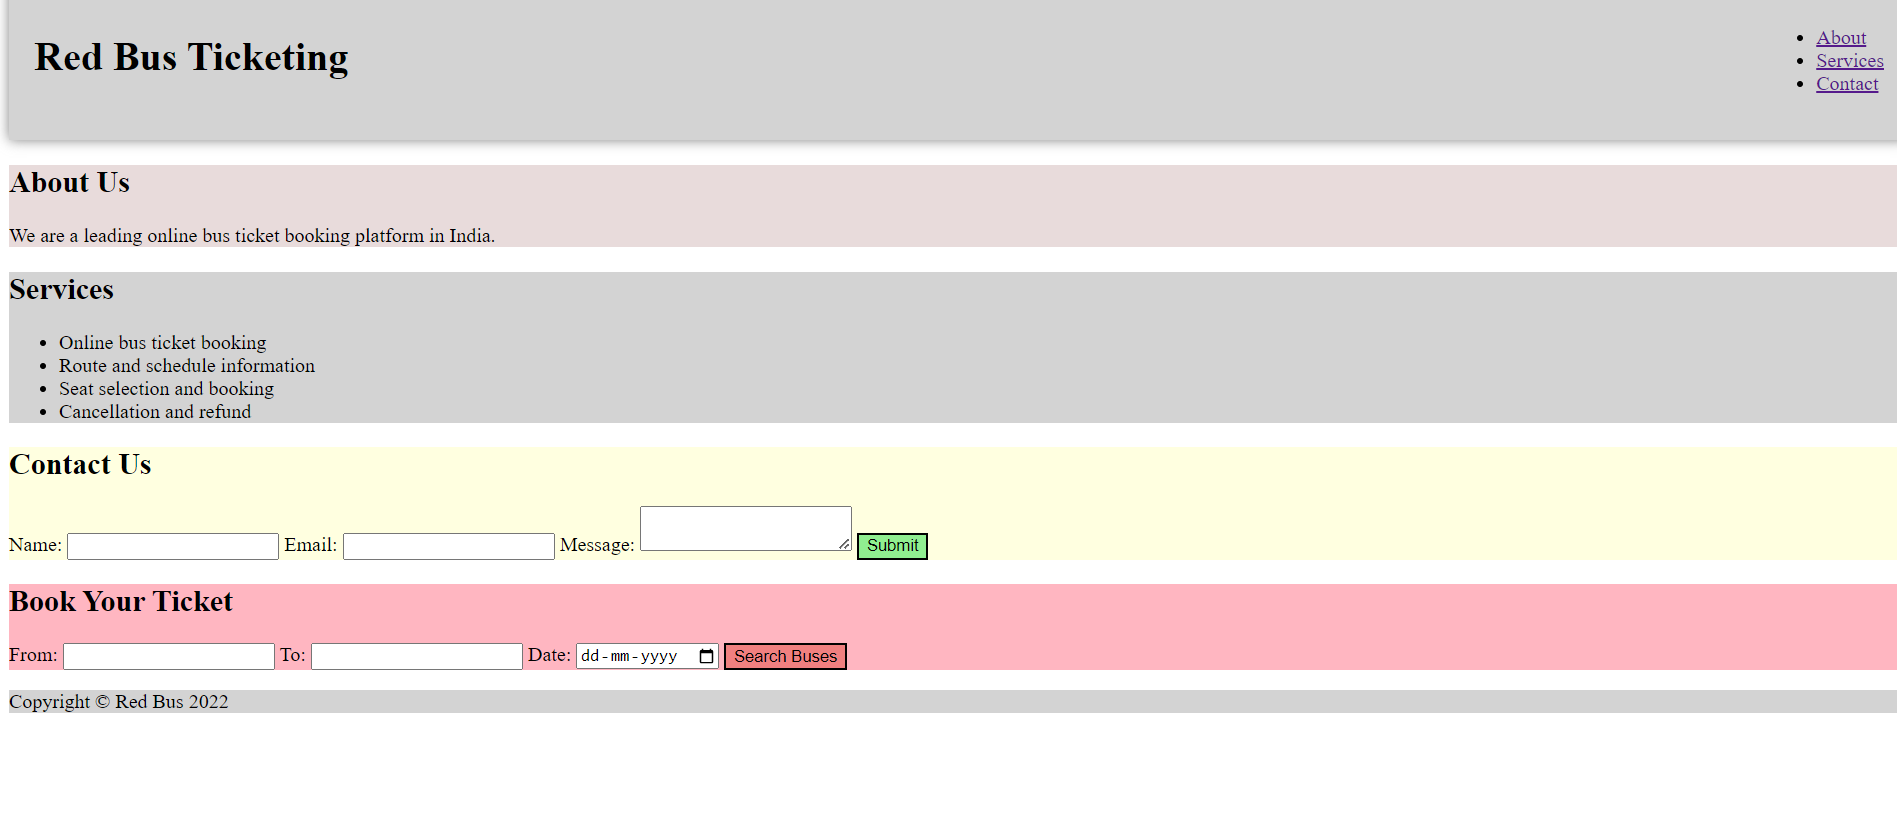 Red Bus Ticketing
About
Services
Contact
About Us
We are a leading online bus ticket booking platform in India.
Services
Online bus ticket booking
Route and schedule information
Seat selection and booking
Cancellation and refund
Contact Us
Name: Email: Message: Submit
Book Your Ticket
From: To: Date: dd-mm-yyyy Search Buses
Copyright © Red Bus 2022